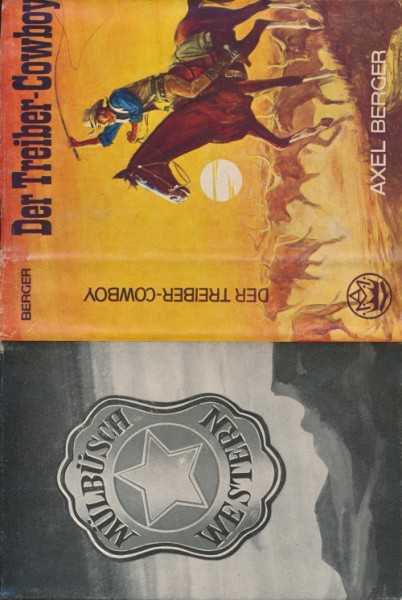 Der Treiber-Cowboy
AXEL BERGER
BERGER
DER TREIBER-COWBOY
MÜLBÜSCH
WESTERN